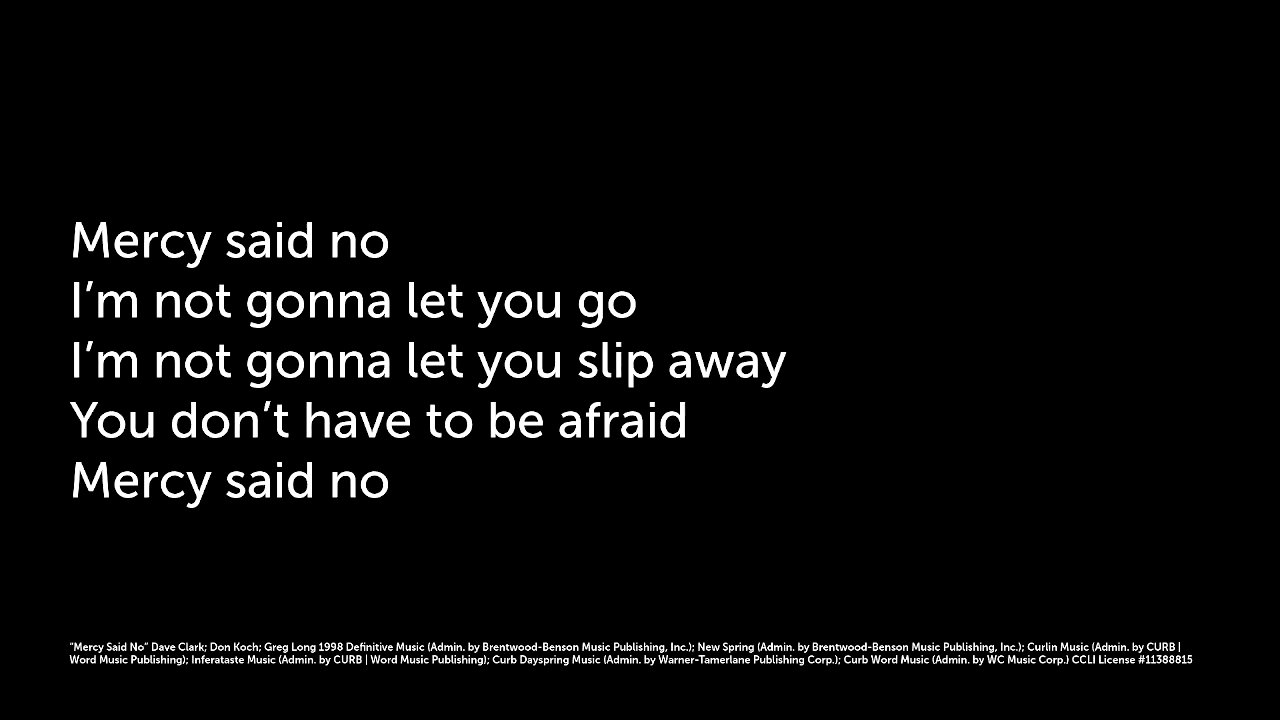 Mercy said no
I’m not gonna let you go
I’m not gonna let you slip away
You don’t have to be afraid
Mercy said no
"Mercy Said No" Dave Clark; Don Koch; Greg Long 1998 Definitive Music (Admin. by Brentwood-Benson Music Publishing, Inc.); New Spring (Admin. by Brentwood-Benson Music Publishing, Inc.); Curlin Music (Admin. by CURB |
Word Music Publishing); Inferataste Music (Admin. by CURB | Word Music Publishing); Curb Dayspring Music (Admin. by Warner-Tamerlane Publishing Corp.); Curb Word Music (Admin. by WC Music Corp.) CCLI License #11388815